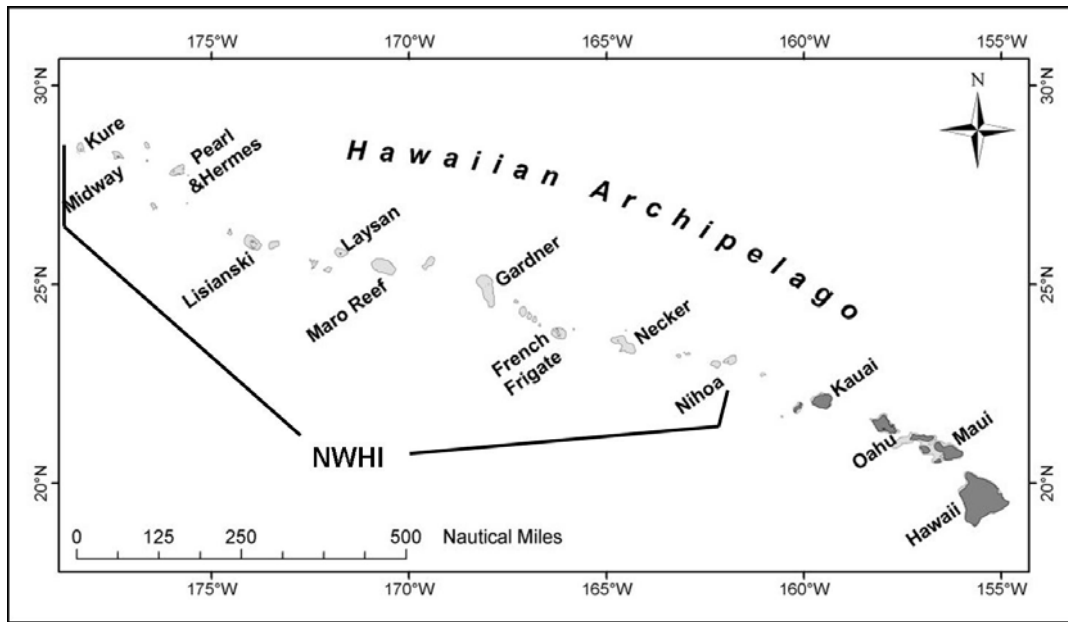 175°W 170°W 165°W 160°W 155°W
30°N 30°N
N
Hawaiian Archipelago
Kure
Midway
Pearl
&Hermes
Lisianski
Laysan
Maro Reef
Gardner
French
Frigate
Necker
Nihoa
Kauai
Oahu
Maui
Hawaii
25°N 25°N
NWHI
20°N 20°N
0 125 250 500 Nautical Miles
175°W 170°W 165°W 160°W 155°W